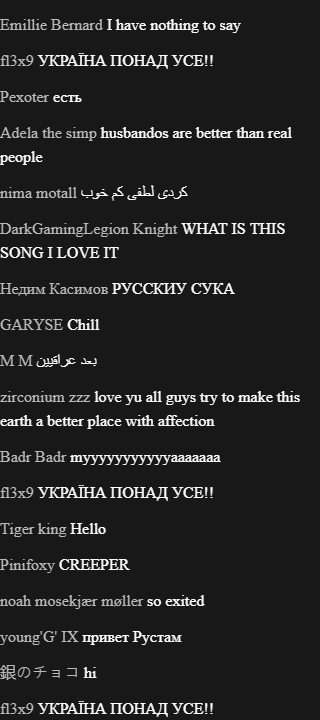 Emillie Bernard I have nothing to say
fl3x9 УКРАЇНА ПОНАД УСЕ!!
Pexoter есть
Adela the simp husbandos are better than real
people
nima motall کردی لطفی کم خوب
DarkGamingLegion Knight WHAT IS THIS
SONG I LOVE IT
Недим Касимов РУССКИУ СУКА
GARYSE Chill
M M بعد عراقيين
zirconium zzz love yu all guys try to make this
earth a better place with affection
Badr Badr myyyyyyyyyyyaaaaaaa
fl3x9 УКРАЇНА ПОНАД УСЕ!!
Tiger king Hello
Pinifoxy CREEPER
noah mosekjær møller so exited
young'G' IX привет Рустам
銀のチョコ hi
fl3x9 УКРАЇНА ПОНАД УСЕ!!